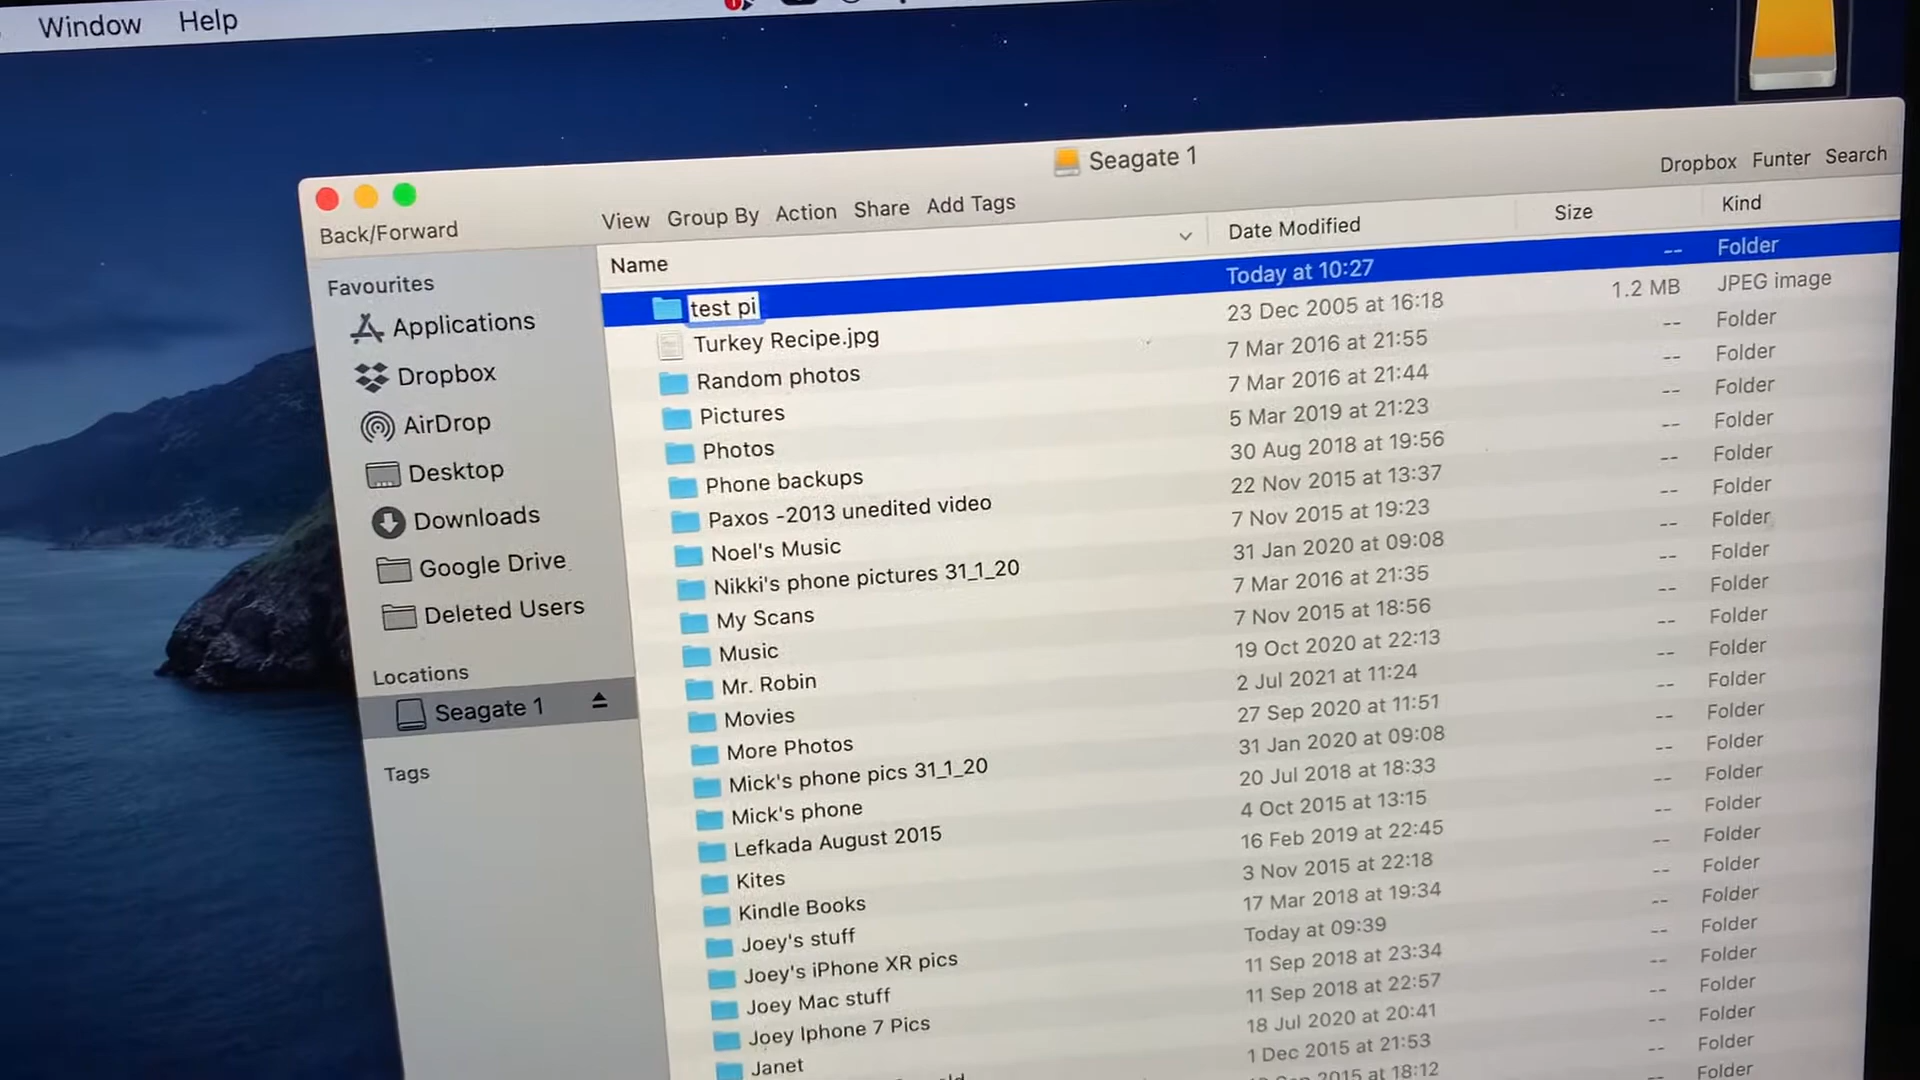 Window Help
Seagate 1
Dropbox Funter Search
Back/Forward
View Group By Action Share Add Tags
Name Date Modified Size Kind
Favourites
Applications
Dropbox
AirDrop
Desktop
Downloads
Google Drive
Deleted Users
Locations
Seagate 1
Tags
test pi Today at 10:27 -- Folder
Turkey Recipe.jpg 23 Dec 2005 at 16:18 1.2 MB JPEG image
Random photos 7 Mar 2016 at 21:55 -- Folder
Pictures 7 Mar 2016 at 21:44 -- Folder
Photos 5 Mar 2019 at 21:23 -- Folder
Phone backups 30 Aug 2018 at 19:56 -- Folder
Paxos -2013 unedited video 22 Nov 2015 at 13:37 -- Folder
Noel's Music 7 Nov 2015 at 19:23 -- Folder
Nikki's phone pictures 31_1_20 31 Jan 2020 at 09:08 -- Folder
My Scans 7 Mar 2016 at 21:35 -- Folder
Music 7 Nov 2015 at 18:56 -- Folder
Mr. Robin 19 Oct 2020 at 22:13 -- Folder
Movies 2 Jul 2021 at 11:24 -- Folder
More Photos 27 Sep 2020 at 11:51 -- Folder
Mick's phone pics 31_1_20 31 Jan 2020 at 09:08 -- Folder
Mick's phone 20 Jul 2018 at 18:33 -- Folder
Lefkada August 2015 4 Oct 2015 at 13:15 -- Folder
Kites 16 Feb 2019 at 22:45 -- Folder
Kindle Books 3 Nov 2015 at 22:18 -- Folder
Joey's stuff 17 Mar 2018 at 19:34 -- Folder
Joey's iPhone XR pics Today at 09:39 -- Folder
Joey Mac stuff 11 Sep 2018 at 23:34 -- Folder
Joey Iphone 7 Pics 11 Sep 2018 at 22:57 -- Folder
Janet 18 Jul 2020 at 20:41 -- Folder
1 Dec 2015 at 21:53 -- Folder
2015 at 18:12 -- Folder